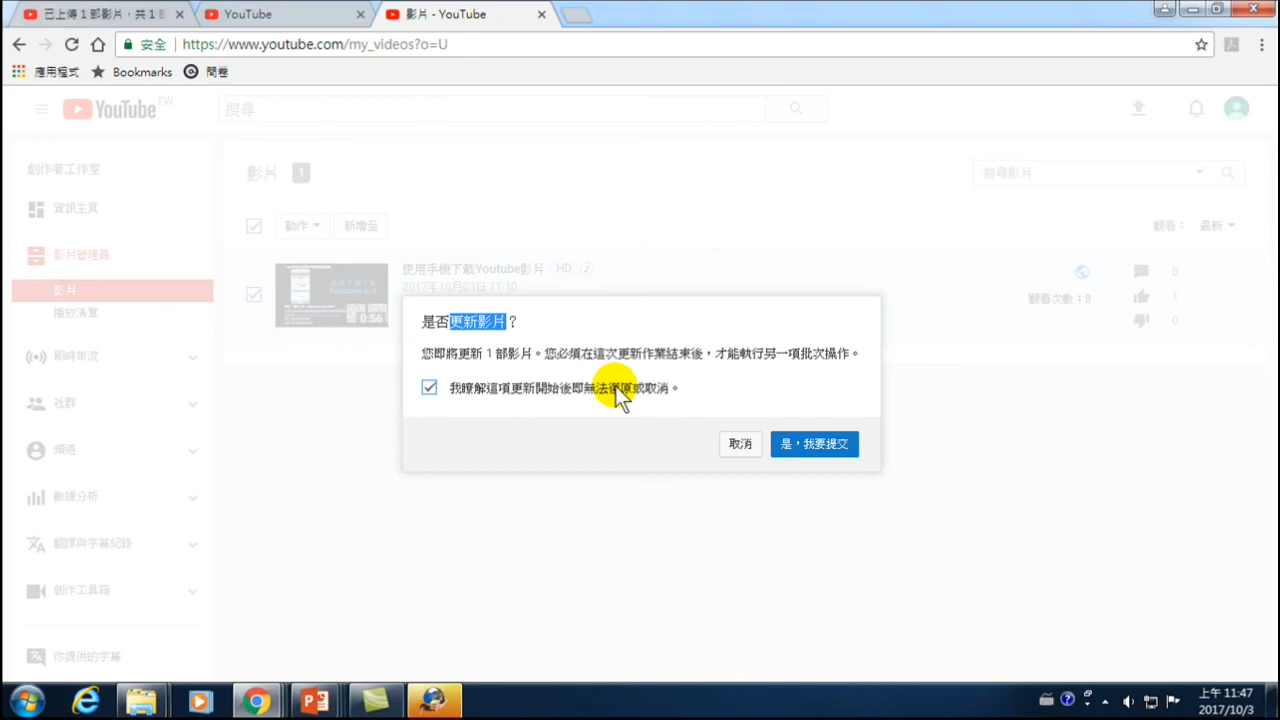 已上傳 1 部影片，共 1 部
YouTube
影片 - YouTube
安全 https://www.youtube.com/my_videos?o=U
應用程式 Bookmarks 問卷
YouTube TW
搜尋
創作者工作室
影片 1
搜尋影片
資訊主頁
動作 新增至
觀看： 最新
影片管理員
使用手機下載Youtube影片 HD
2017年10月03日 11:10
0
影片
觀看次數：8
1
0:56
播放清單
0
是否更新影片？
您即將更新 1 部影片。您必須在這次更新作業結束後，才能執行另一項批次操作。
我瞭解這項更新開始後即無法復原或取消。
取消 是，我要提交
即時串流
社群
頻道
數據分析
翻譯與字幕紀錄
創作工具箱
你提供的字幕
上午 11:47
2017/10/3